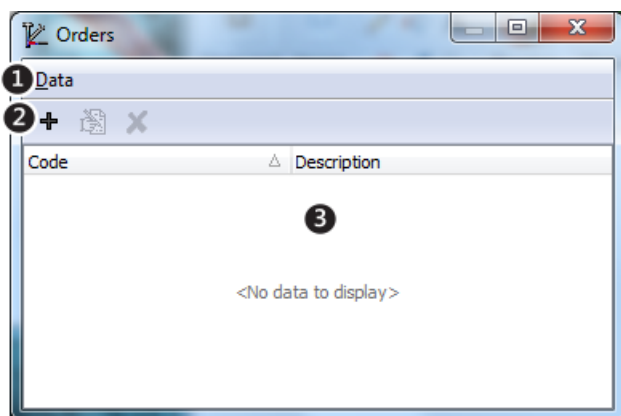 Orders
1 Data
2
Code Description
3
<No data to display>